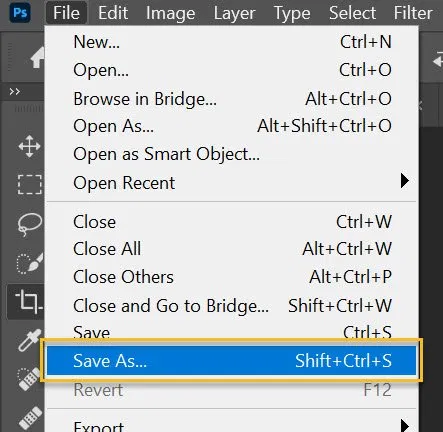 Ps File Edit Image Layer Type Select Filter
New... Ctrl+N
Open... Ctrl+O
Browse in Bridge... Alt+Ctrl+O
Open As... Alt+Shift+Ctrl+O
Open as Smart Object...
Open Recent
Close Ctrl+W
Close All Alt+Ctrl+W
Close Others Alt+Ctrl+P
Close and Go to Bridge... Shift+Ctrl+W
Save Ctrl+S
Save As... Shift+Ctrl+S
Revert F12
Export